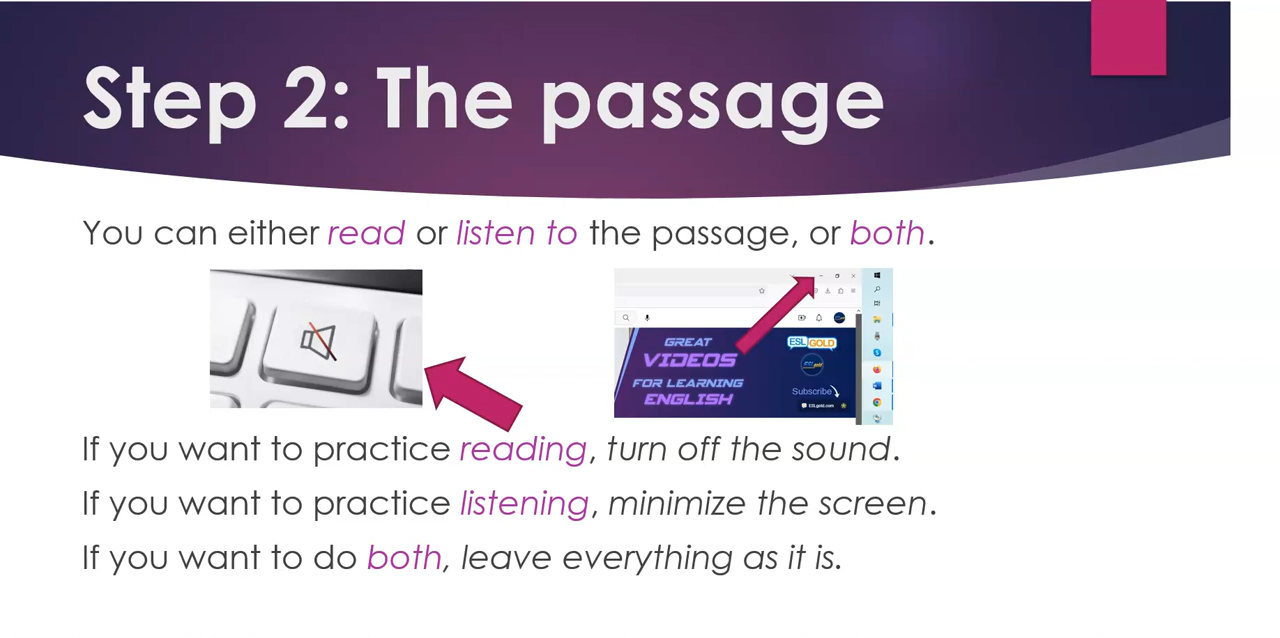 Step 2: The passage
You can either read or listen to the passage, or both.
GREAT
VIDEOS
FOR LEARNING
ENGLISH
ESL GOLD
Subscribe
ESLgold.com
If you want to practice reading, turn off the sound.
If you want to practice listening, minimize the screen.
If you want to do both, leave everything as it is.